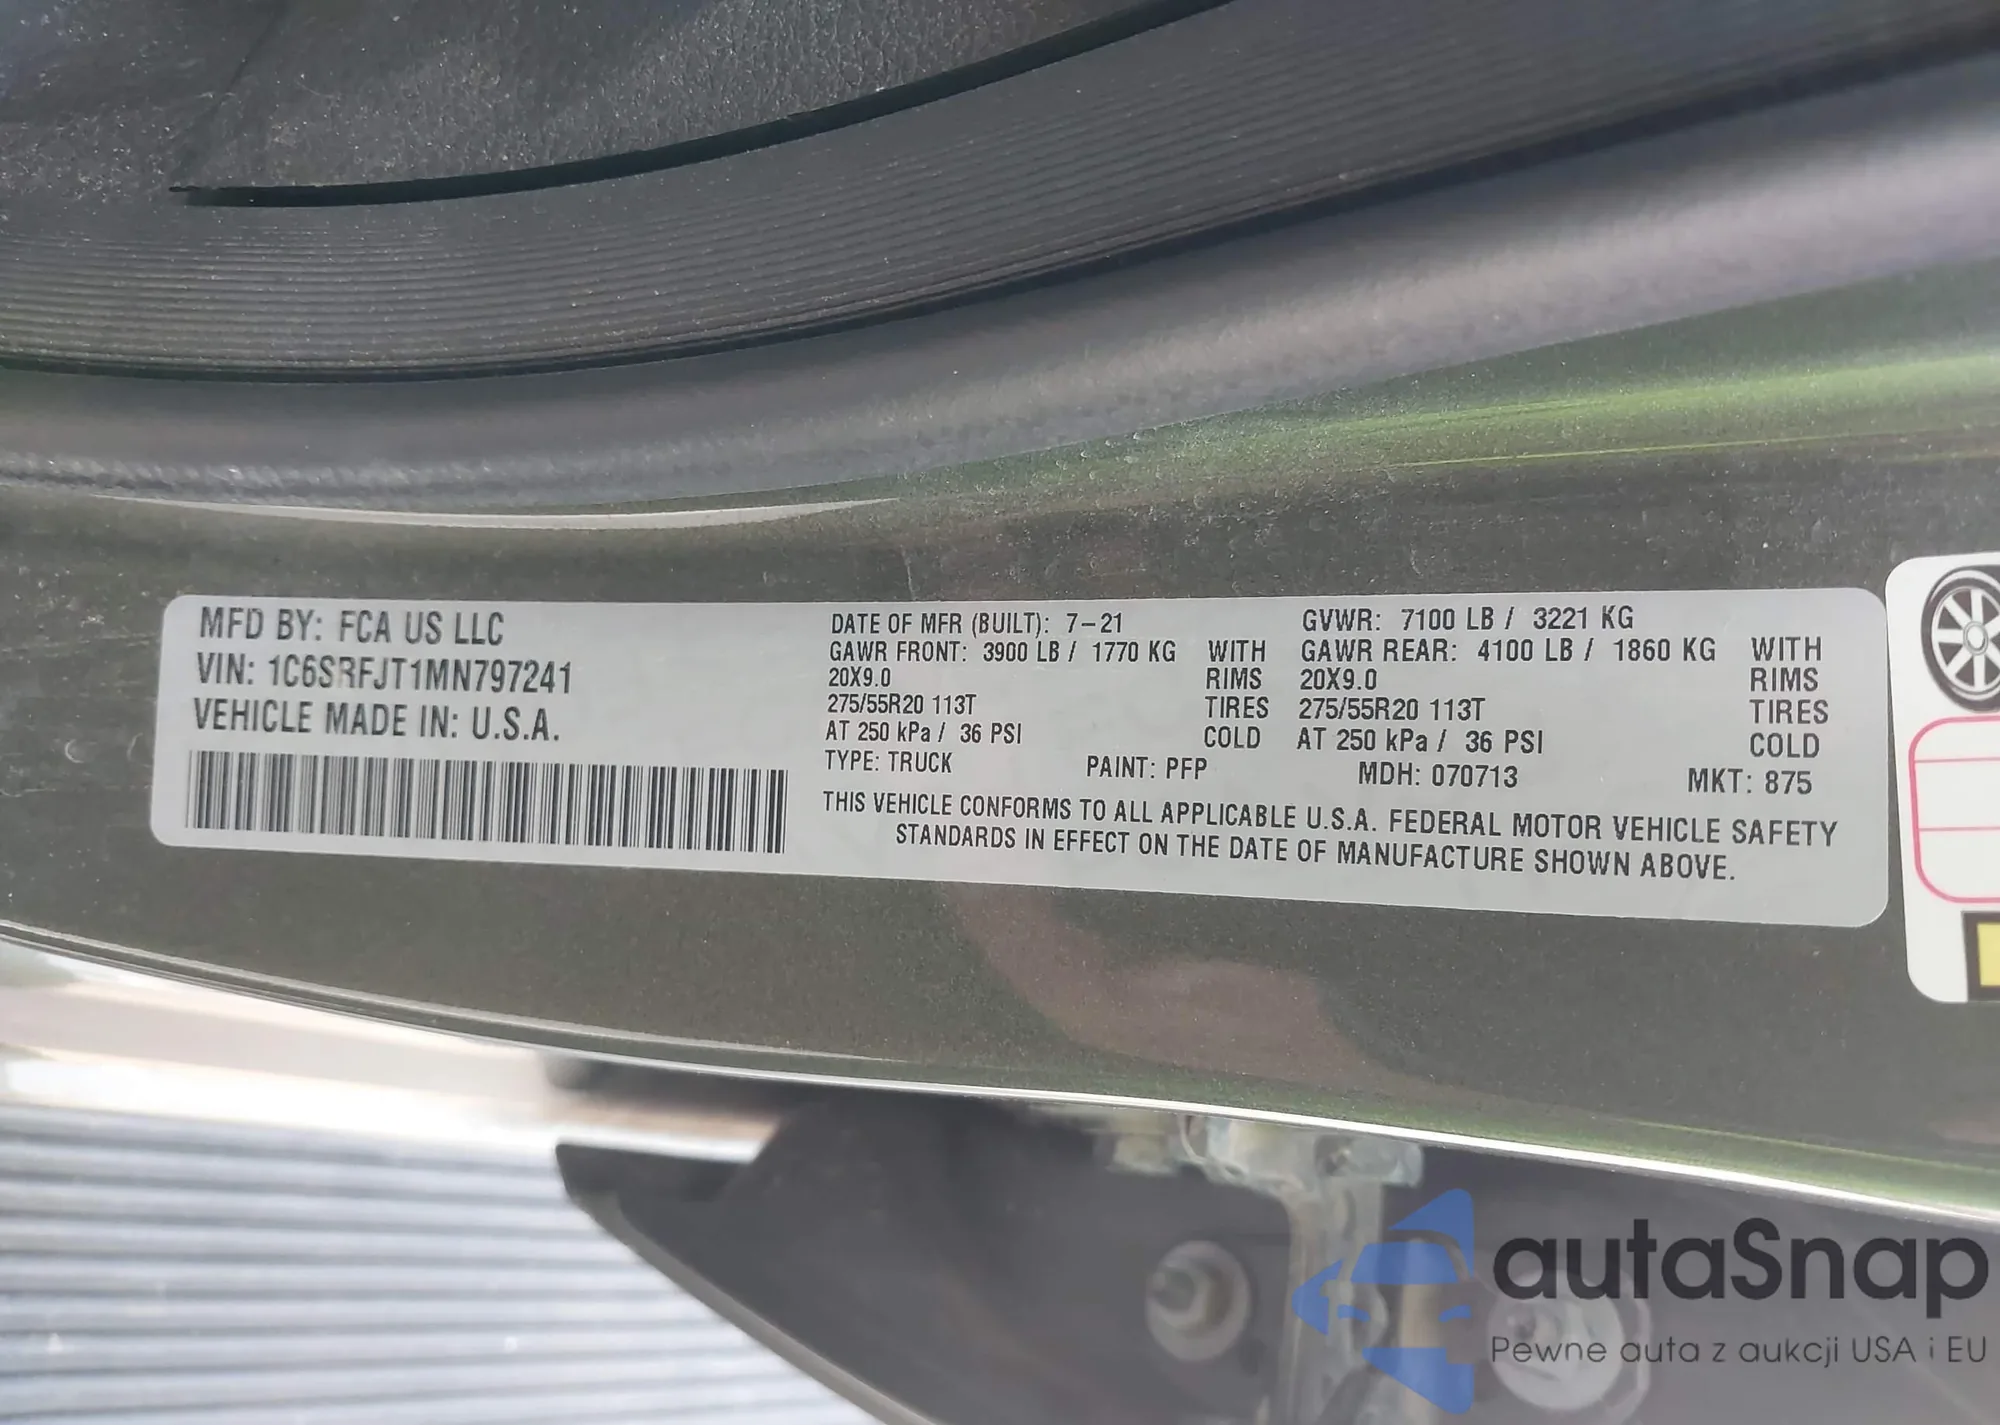 MFD BY: FCA US LLC
VIN: 1C6SRFJT1MN797241
VEHICLE MADE IN: U.S.A.
DATE OF MFR (BUILT): 7-21 GVWR: 7100 LB / 3221 KG
GAWR FRONT: 3900 LB / 1770 KG WITH GAWR REAR: 4100 LB / 1860 KG WITH
20X9.0 RIMS 20X9.0 RIMS
275/55R20 113T TIRES 275/55R20 113T TIRES
AT 250 kPa / 36 PSI COLD AT 250 kPa / 36 PSI COLD
TYPE: TRUCK PAINT: PFP MDH: 070713 MKT: 875
THIS VEHICLE CONFORMS TO ALL APPLICABLE U.S.A. FEDERAL MOTOR VEHICLE SAFETY
STANDARDS IN EFFECT ON THE DATE OF MANUFACTURE SHOWN ABOVE.
autaSnap
Pewne auta z aukcji USA i EU